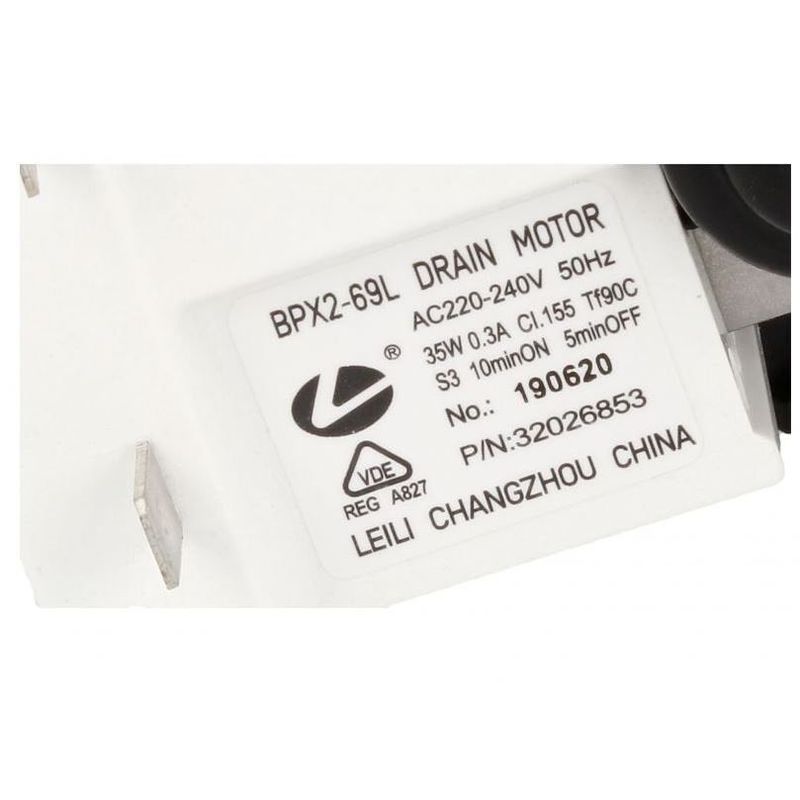 BPX2-69L DRAIN MOTOR
AC220-240V 50Hz
35W 0.3A Cl.155 Tf90C
S3 10minON 5minOFF
®
No.: 190620
P/N:32026853
VDE
REG A827
LEILI CHANGZHOU CHINA